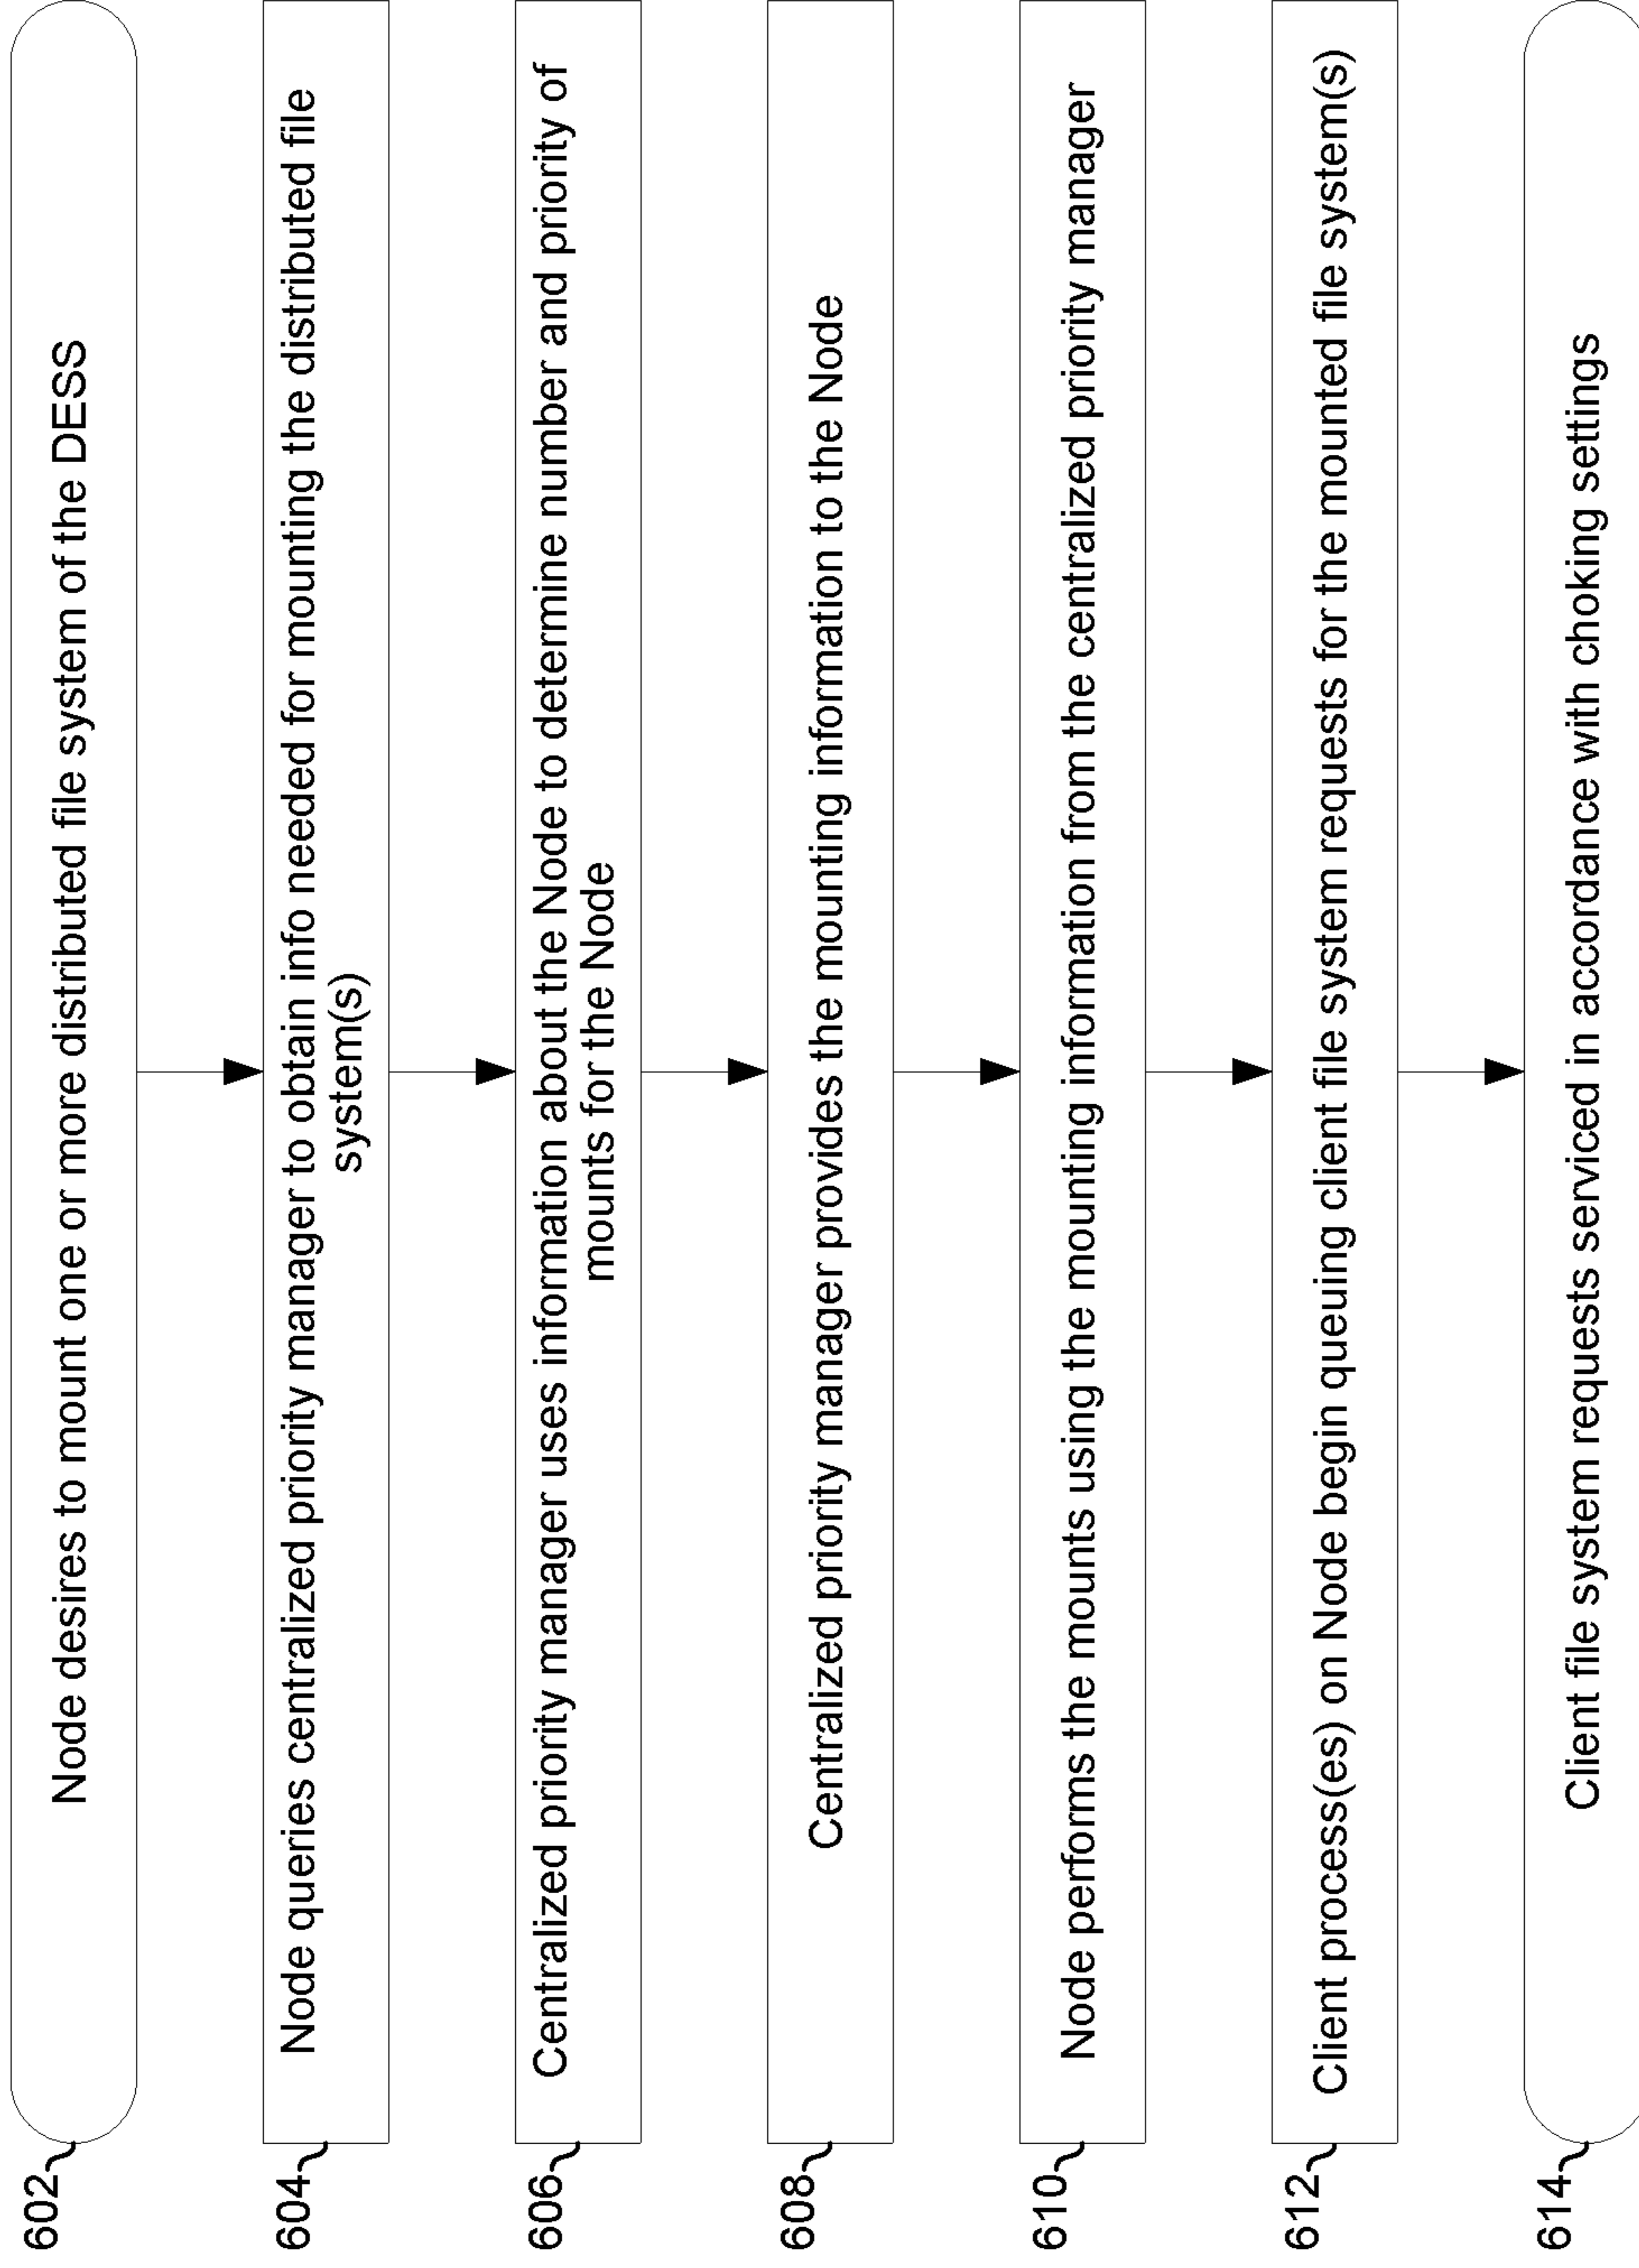 602
Node desires to mount one or more distributed file system of the DESS
604
Node queries centralized priority manager to obtain info needed for mounting the distributed file
system(s)
606
Centralized priority manager uses information about the Node to determine number and priority of
mounts for the Node
608
Centralized priority manager provides the mounting information to the Node
610
Node performs the mounts using the mounting information from the centralized priority manager
612
Client process(es) on Node begin queuing client file system requests for the mounted file system(s)
614
Client file system requests serviced in accordance with choking settings